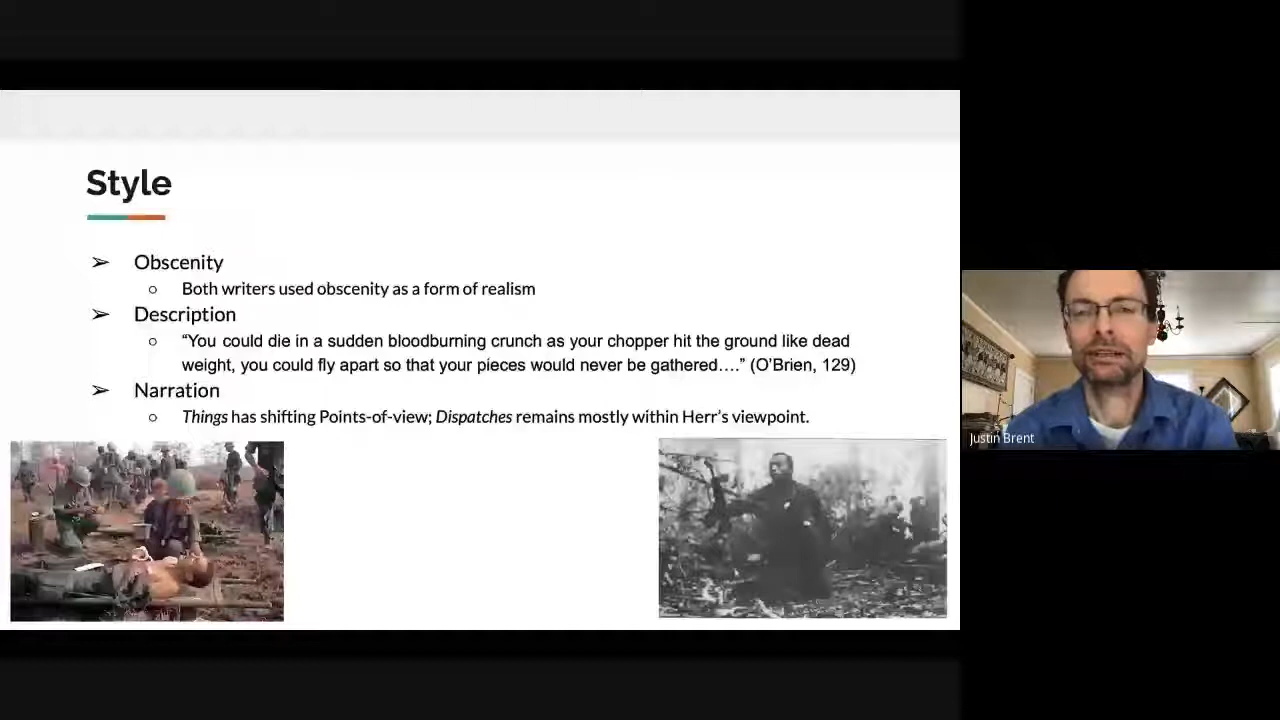 Style
➢ Obscenity
○ Both writers used obscenity as a form of realism
➢ Description
○ “You could die in a sudden bloodburning crunch as your chopper hit the ground like dead
weight, you could fly apart so that your pieces would never be gathered….” (O’Brien, 129)
➢ Narration
○ Things has shifting Points-of-view; Dispatches remains mostly within Herr’s viewpoint.
Justin Brent